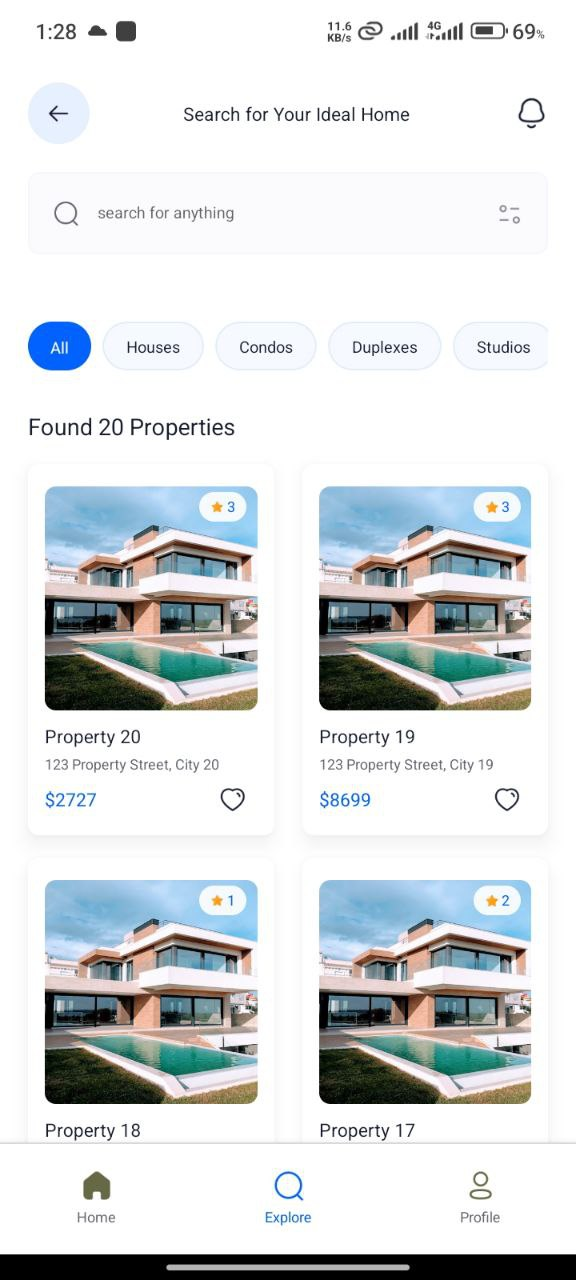 1:28 11.6 KB/s 4G 69%
Search for Your Ideal Home
search for anything
All Houses Condos Duplexes Studios
Found 20 Properties
3 3
Property 20 Property 19
123 Property Street, City 20 123 Property Street, City 19
$2727 $8699
1 2
Property 18 Property 17
Home Explore Profile